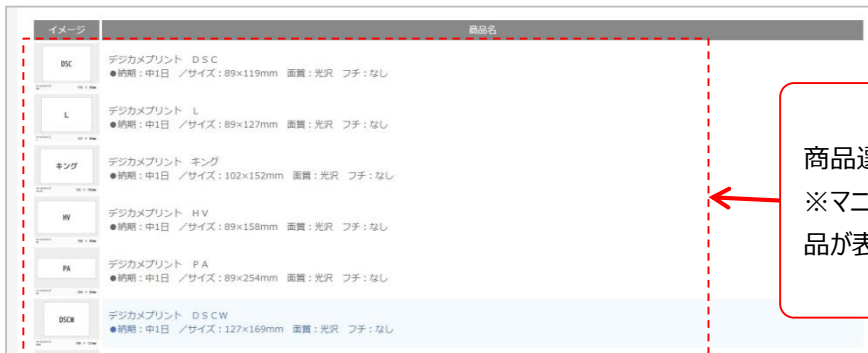 イメージ 商品名
DSC
デジカメプリント DSC
●納期：中1日 ／サイズ：89×119mm 面質：光沢 フチ：なし
L
デジカメプリント L
●納期：中1日 ／サイズ：89×127mm 面質：光沢 フチ：なし
キング
デジカメプリント キング
●納期：中1日 ／サイズ：102×152mm 面質：光沢 フチ：なし
HV
デジカメプリント HV
●納期：中1日 ／サイズ：89×158mm 面質：光沢 フチ：なし
PA
デジカメプリント PA
●納期：中1日 ／サイズ：89×254mm 面質：光沢 フチ：なし
DSCW
デジカメプリント DSCW
●納期：中1日 ／サイズ：127×169mm 面質：光沢 フチ：なし
商品選
※マニ
品が表